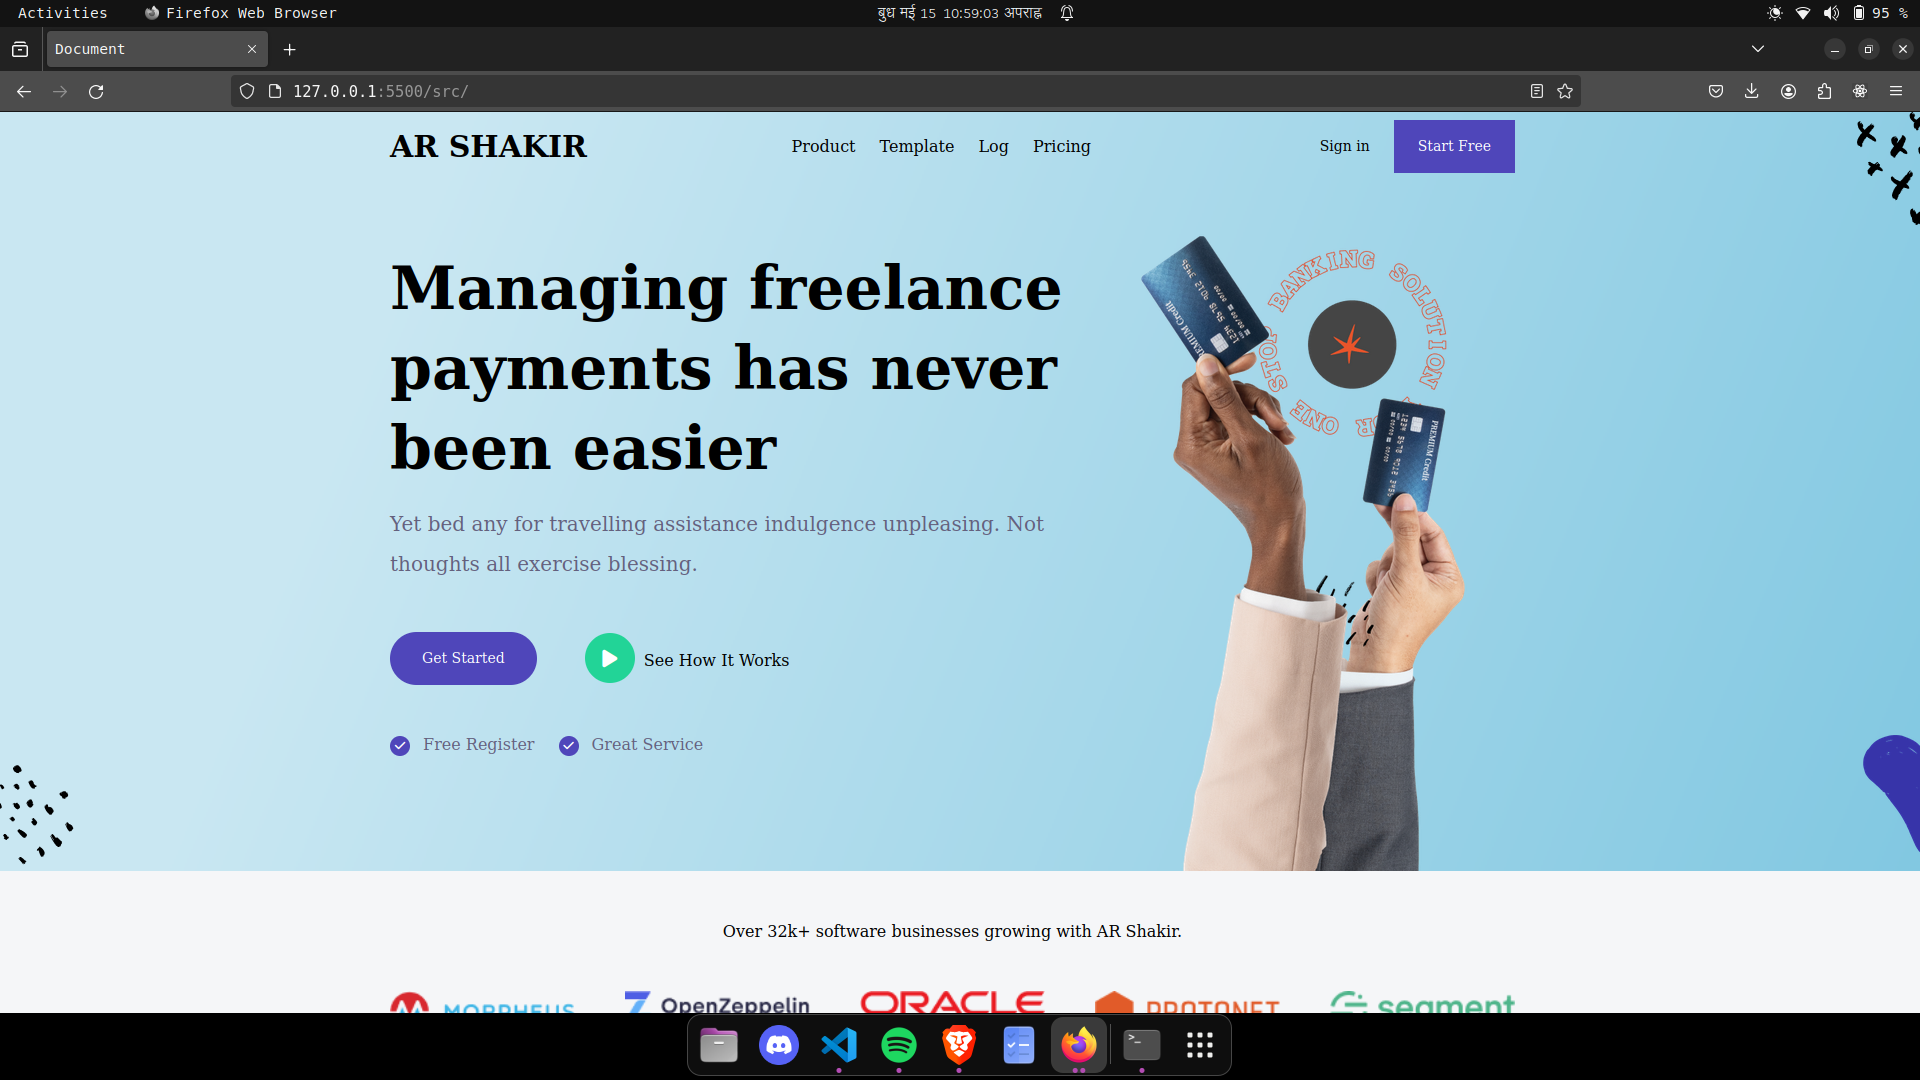 Activities
Firefox Web Browser
बुध मई 15 10:59:03 अपराह्न
95 %
Document
127.0.0.1:5500/src/
AR SHAKIR
Product
Template
Log
Pricing
Sign in
Start Free
Managing freelance
payments has never
been easier
Yet bed any for travelling assistance indulgence unpleasing. Not
thoughts all exercise blessing.
Get Started
See How It Works
Free Register
Great Service
BANKING SOLUTION
ONE STOP
PREMIUM Credit
PREMIUM Credit
Over 32k+ software businesses growing with AR Shakir.
MORPHEUS
OpenZeppelin
ORACLE
PROTONET
segment